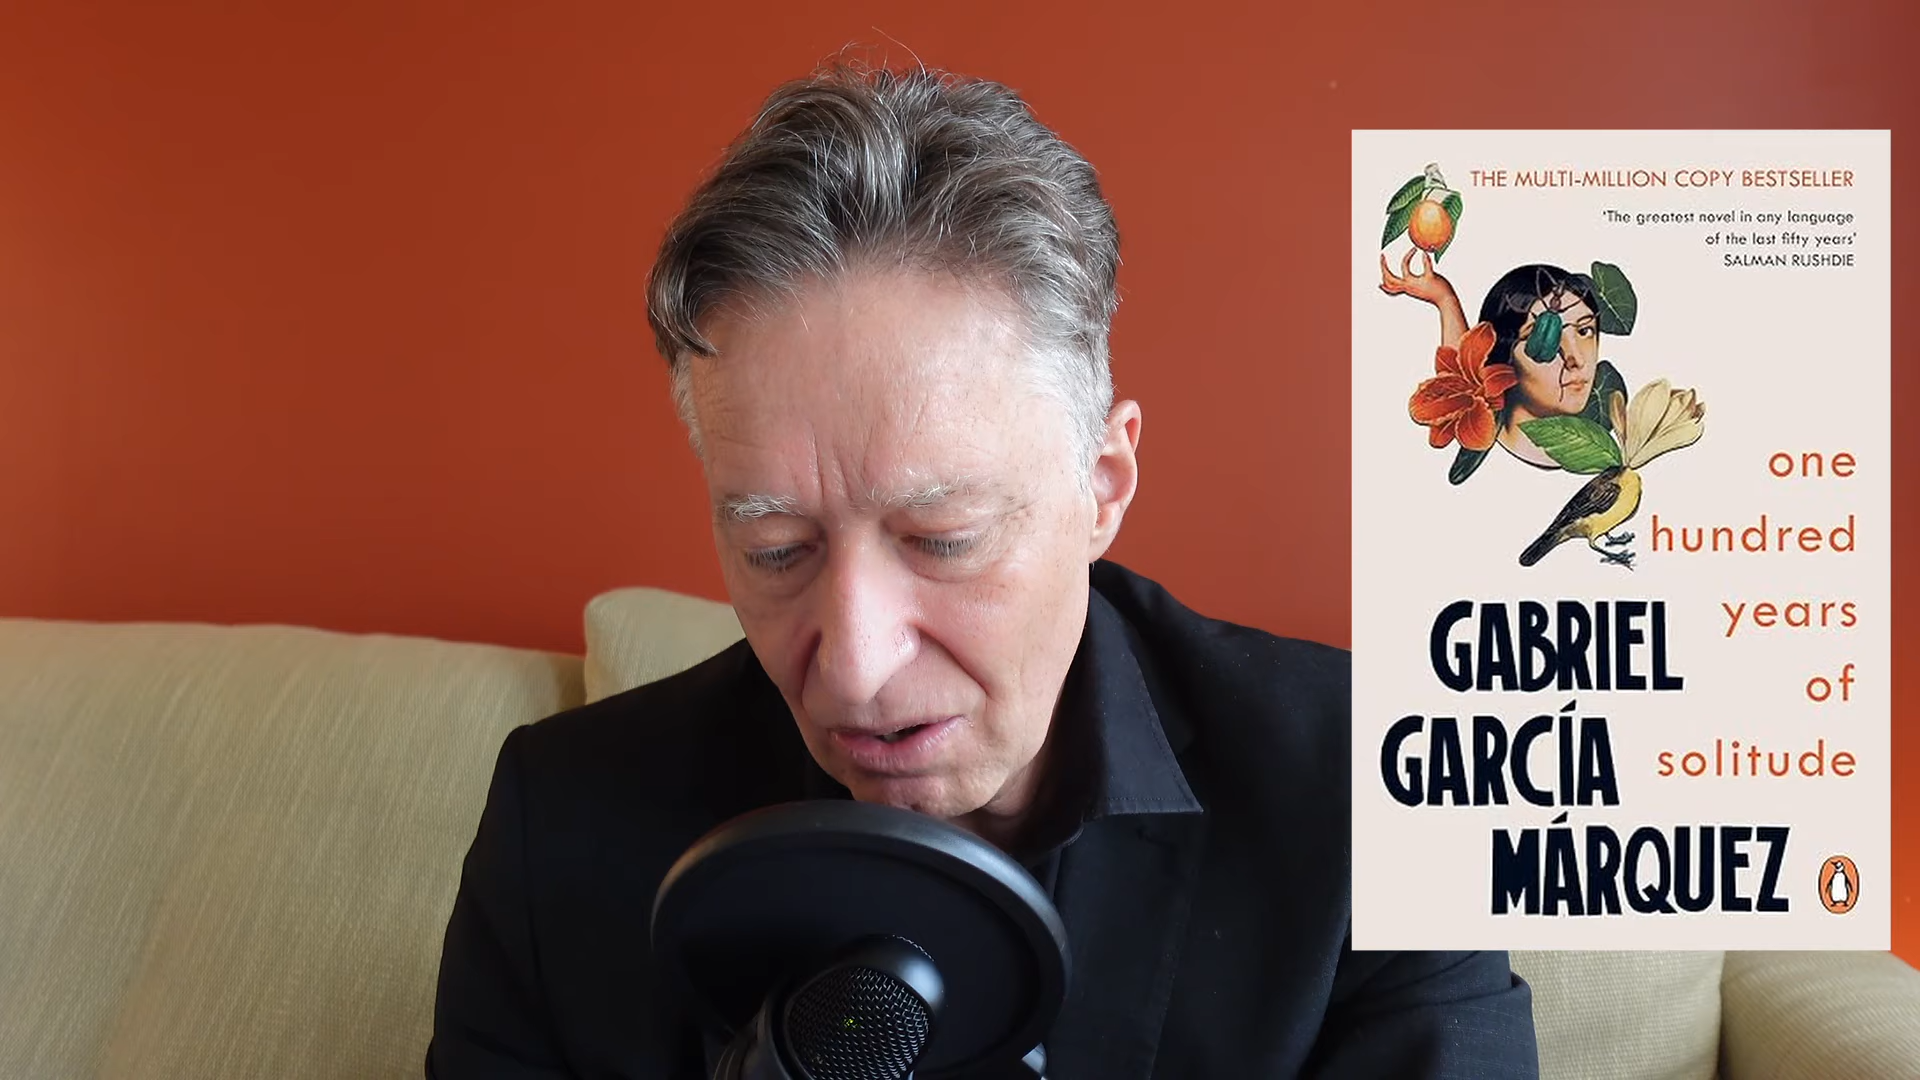 THE MULTI-MILLION COPY BESTSELLER
'The greatest novel in any language
of the last fifty years'
SALMAN RUSHDIE
one
hundred
years
of
solitude
GABRIEL
GARCÍA
MÁRQUEZ